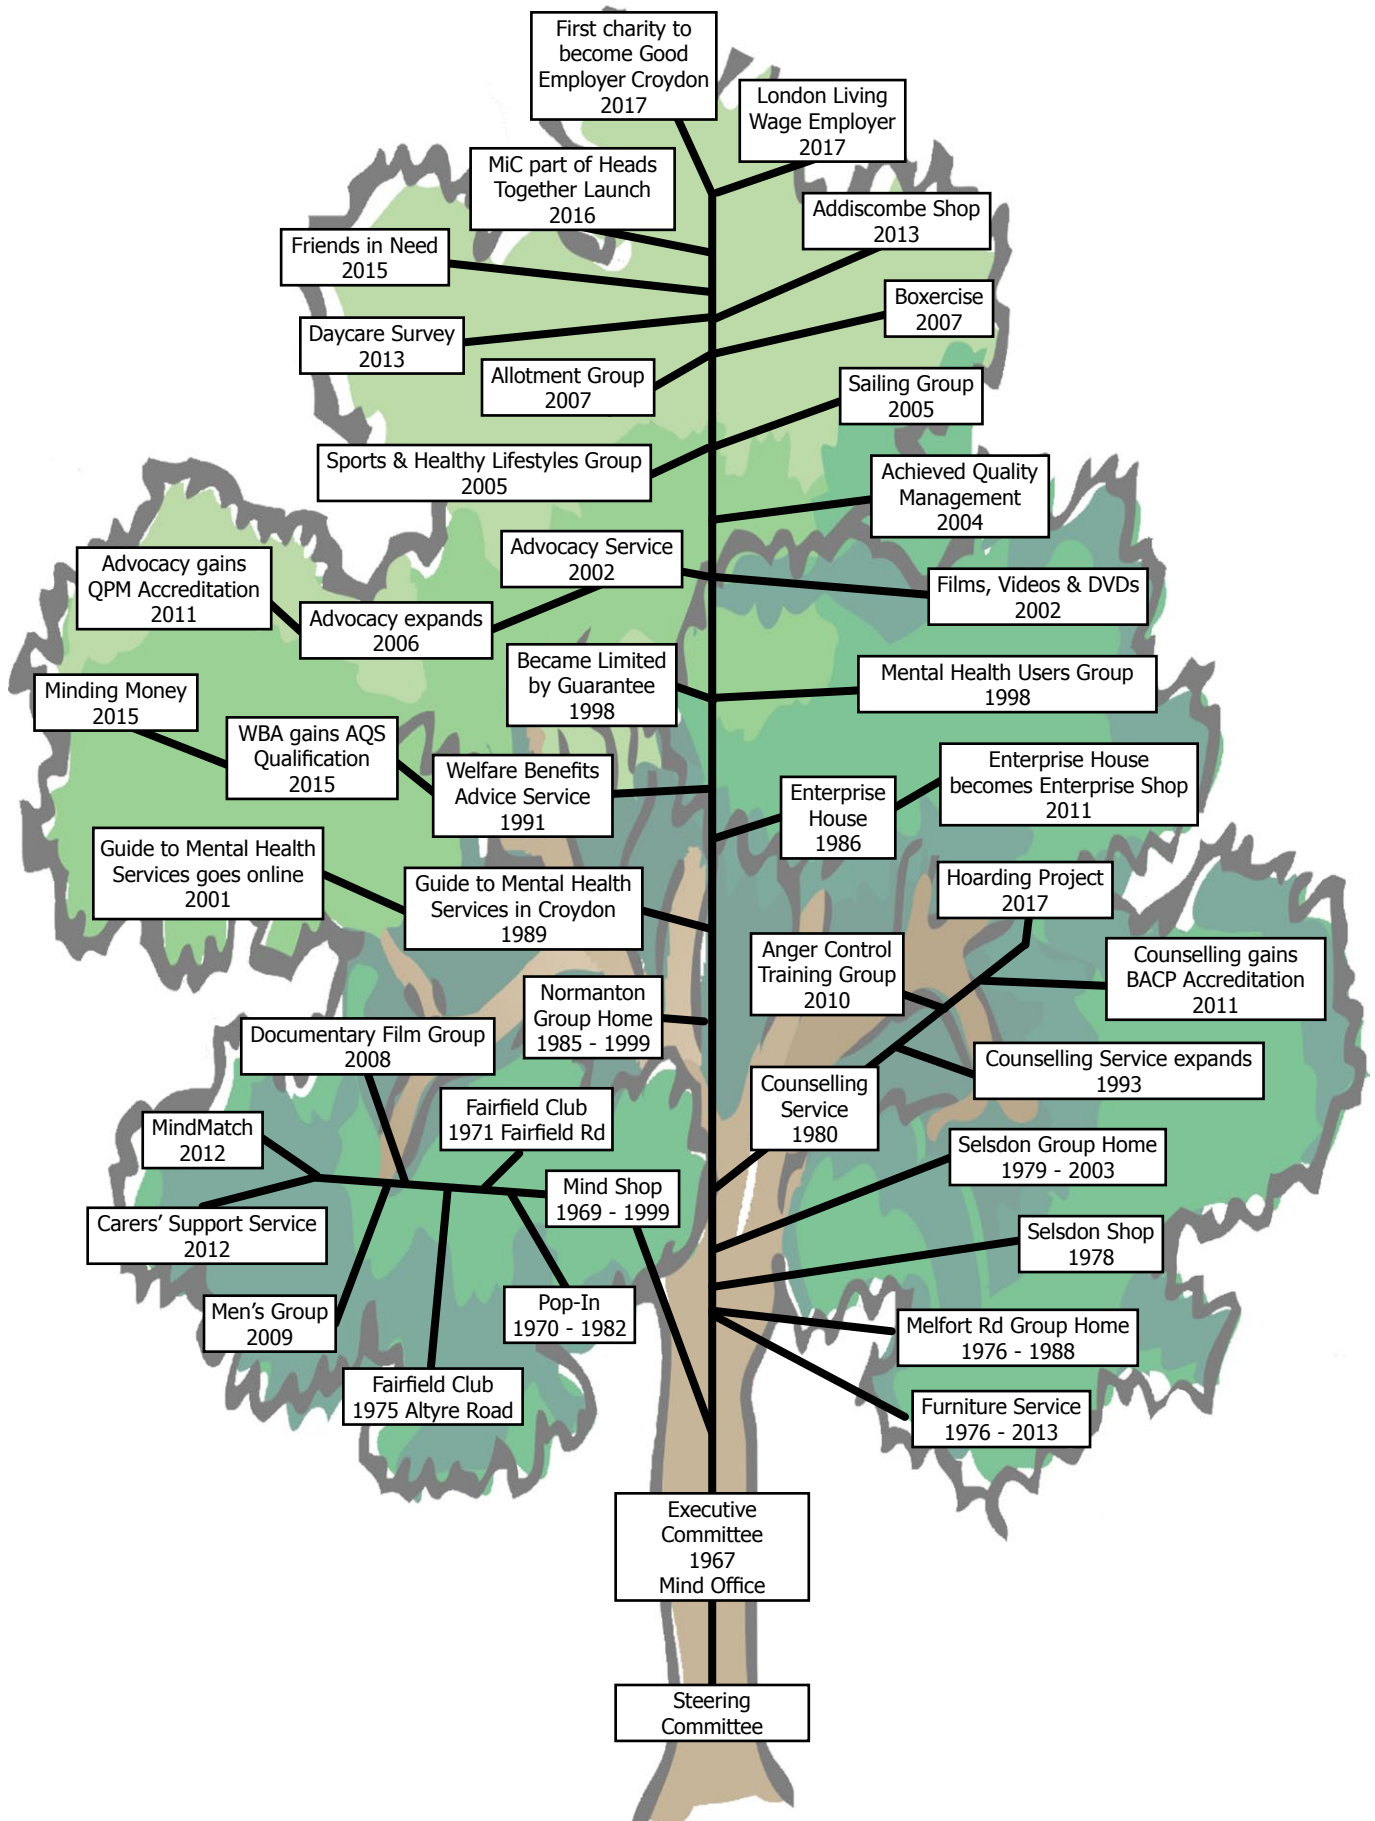 First charity to
become Good
Employer Croydon
2017
London Living
Wage Employer
2017
MiC part of Heads
Together Launch
2016
Addiscombe Shop
2013
Friends in Need
2015
Boxercise
2007
Daycare Survey
2013
Allotment Group
2007
Sailing Group
2005
Sports & Healthy Lifestyles Group
2005
Achieved Quality
Management
2004
Advocacy Service
2002
Advocacy gains
QPM Accreditation
2011
Films, Videos & DVDs
2002
Advocacy expands
2006
Became Limited
by Guarantee
1998
Mental Health Users Group
1998
Minding Money
2015
WBA gains AQS
Qualification
2015
Welfare Benefits
Advice Service
1991
Enterprise House
becomes Enterprise Shop
2011
Enterprise
House
1986
Guide to Mental Health
Services goes online
2001
Guide to Mental Health
Services in Croydon
1989
Hoarding Project
2017
Anger Control
Training Group
2010
Counselling gains
BACP Accreditation
2011
Normanton
Group Home
1985 - 1999
Documentary Film Group
2008
Counselling Service expands
1993
Counselling
Service
1980
Fairfield Club
1971 Fairfield Rd
MindMatch
2012
Selsdon Group Home
1979 - 2003
Mind Shop
1969 - 1999
Carers’ Support Service
2012
Selsdon Shop
1978
Men’s Group
2009
Pop-In
1970 - 1982
Melfort Rd Group Home
1976 - 1988
Fairfield Club
1975 Altyre Road
Furniture Service
1976 - 2013
Executive
Committee
1967
Mind Office
Steering
Committee